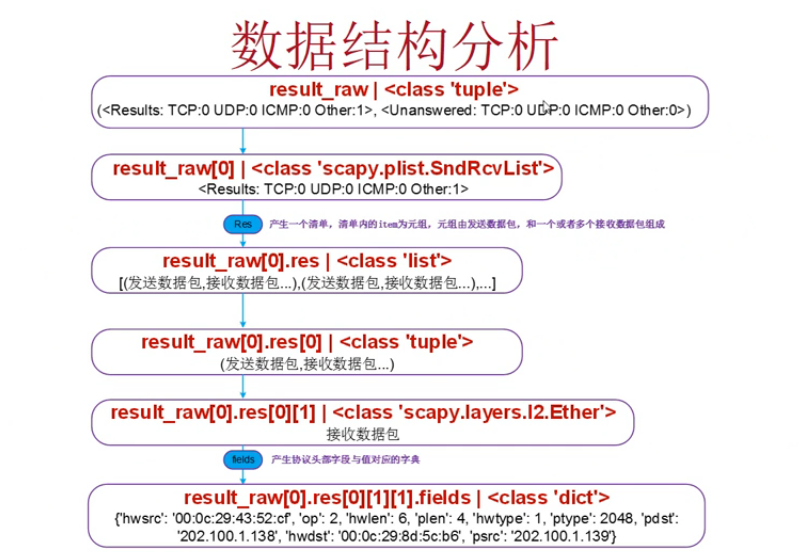 数据结构分析
result_raw | <class 'tuple'>
(<Results: TCP:0 UDP:0 ICMP:0 Other:1>, <Unanswered: TCP:0 UDP:0 ICMP:0 Other:0>)
result_raw[0] | <class 'scapy.plist.SndRcvList'>
<Results: TCP:0 UDP:0 ICMP:0 Other:1>
Res 产生一个清单，清单内的item为元组，元组由发送数据包，和一个或者多个接收数据包组成
result_raw[0].res | <class 'list'>
[(发送数据包,接收数据包...),(发送数据包,接收数据包...),...]
result_raw[0].res[0] | <class 'tuple'>
(发送数据包,接收数据包...)
result_raw[0].res[0][1] | <class 'scapy.layers.l2.Ether'>
接收数据包
fields 产生协议头部字段与值对应的字典
result_raw[0].res[0][1][1].fields | <class 'dict'>
{'hwsrc': '00:0c:29:43:52:cf', 'op': 2, 'hwlen': 6, 'plen': 4, 'hwtype': 1, 'ptype': 2048, 'pdst':
'202.100.1.138', 'hwdst': '00:0c:29:8d:5c:b6', 'psrc': '202.100.1.139'}